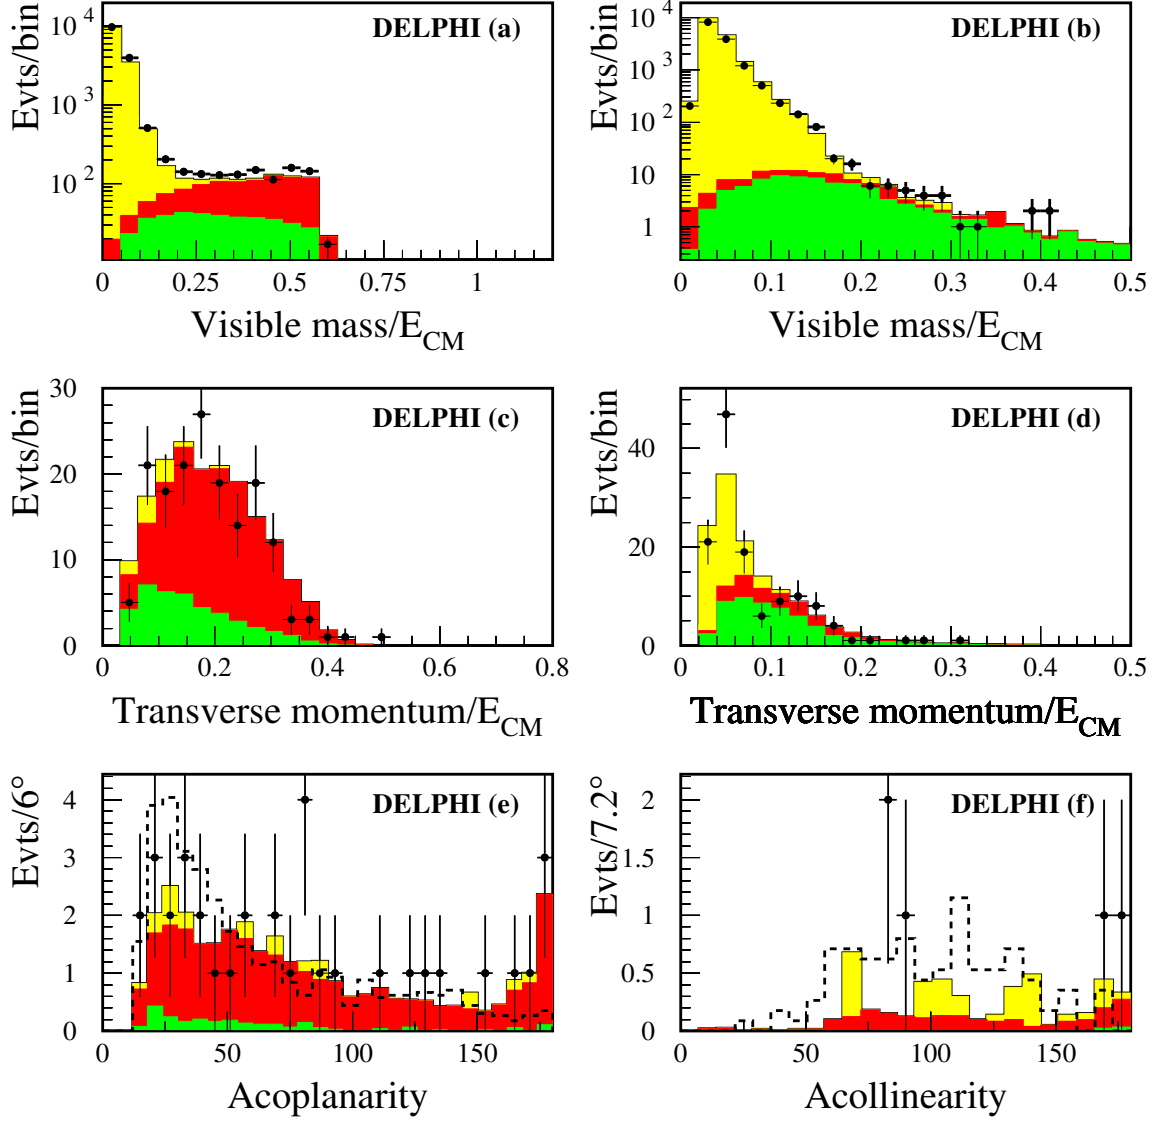 Evts/bin
DELPHI (a)
10 4
10 3
10 2
0 0.25 0.5 0.75 1
Visible mass/ECM
Evts/bin
DELPHI (b)
10 4
10 3
10 2
10
1
0 0.1 0.2 0.3 0.4 0.5
Visible mass/ECM
Evts/bin
DELPHI (c)
30
20
10
0
0 0.2 0.4 0.6 0.8
Transverse momentum/ECM
Evts/bin
DELPHI (d)
40
20
0
0 0.1 0.2 0.3 0.4 0.5
Transverse momentum/ECM
Evts/6°
DELPHI (e)
4
3
2
1
0
0 50 100 150
Acoplanarity
Evts/7.2°
DELPHI (f)
2
1.5
1
0.5
0
0 50 100 150
Acollinearity